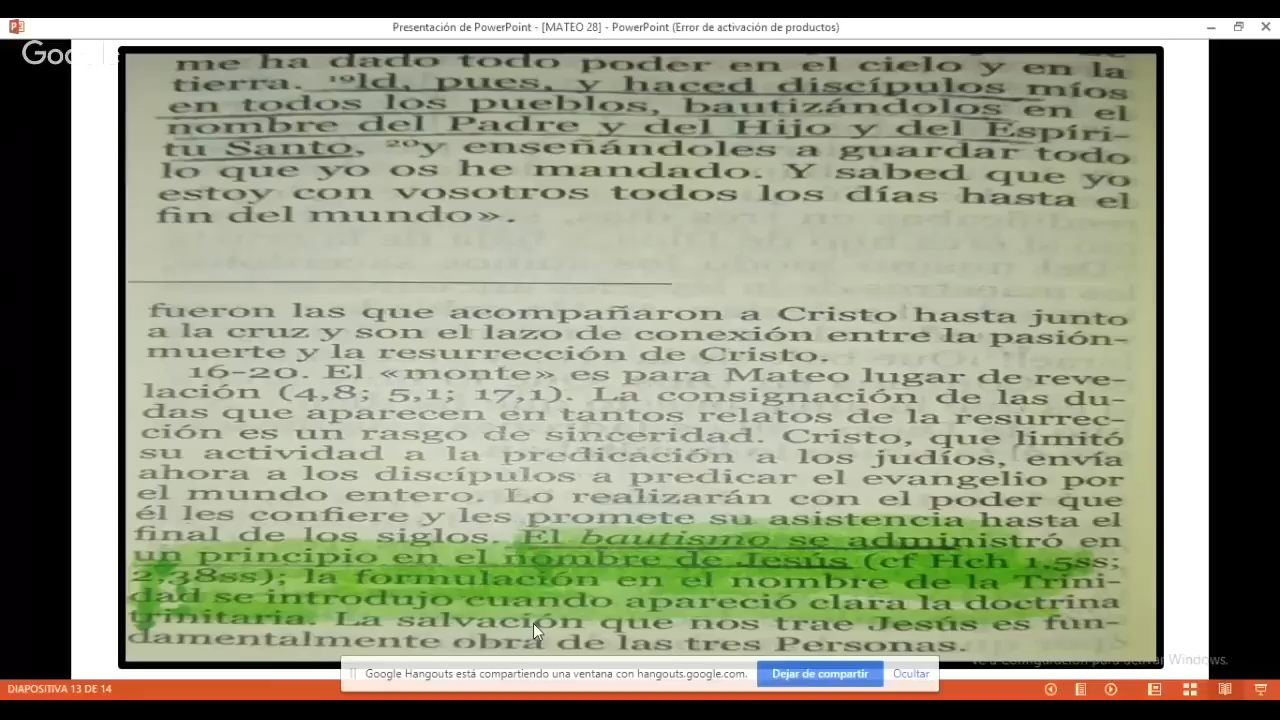 Presentación de PowerPoint - [MATEO 28] - PowerPoint (Error de activación de productos)
Google
me ha dado todo poder en el cielo y en la
tierra. ¹⁹Id, pues, y haced discípulos míos
en todos los pueblos, bautizándolos en el
nombre del Padre y del Hijo y del Espíri-
tu Santo, ²⁰y enseñándoles a guardar todo
lo que yo os he mandado. Y sabed que yo
estoy con vosotros todos los días hasta el
fin del mundo».
fueron las que acompañaron a Cristo hasta junto
a la cruz y son el lazo de conexión entre la pasión-
muerte y la resurrección de Cristo.
16-20. El «monte» es para Mateo lugar de reve-
lación (4,8; 5,1; 17,1). La consignación de las du-
das que aparecen en tantos relatos de la resurrec-
ción es un rasgo de sinceridad. Cristo, que limitó
su actividad a la predicación a los judíos, envía
ahora a los discípulos a predicar el evangelio por
el mundo entero. Lo realizarán con el poder que
él les confiere y les promete su asistencia hasta el
final de los siglos. El bautismo se administró en
un principio en el nombre de Jesús (cf Hch 1,5ss;
2,38ss); la formulación en el nombre de la Trini-
dad se introdujo cuando apareció clara la doctrina
trinitaria. La salvación que nos trae Jesús es fun-
damentalmente obra de las tres Personas.
Ve a Configuración para activar Windows.
Google Hangouts está compartiendo una ventana con hangouts.google.com.
Dejar de compartir
Ocultar
DIAPOSITIVA 13 DE 14